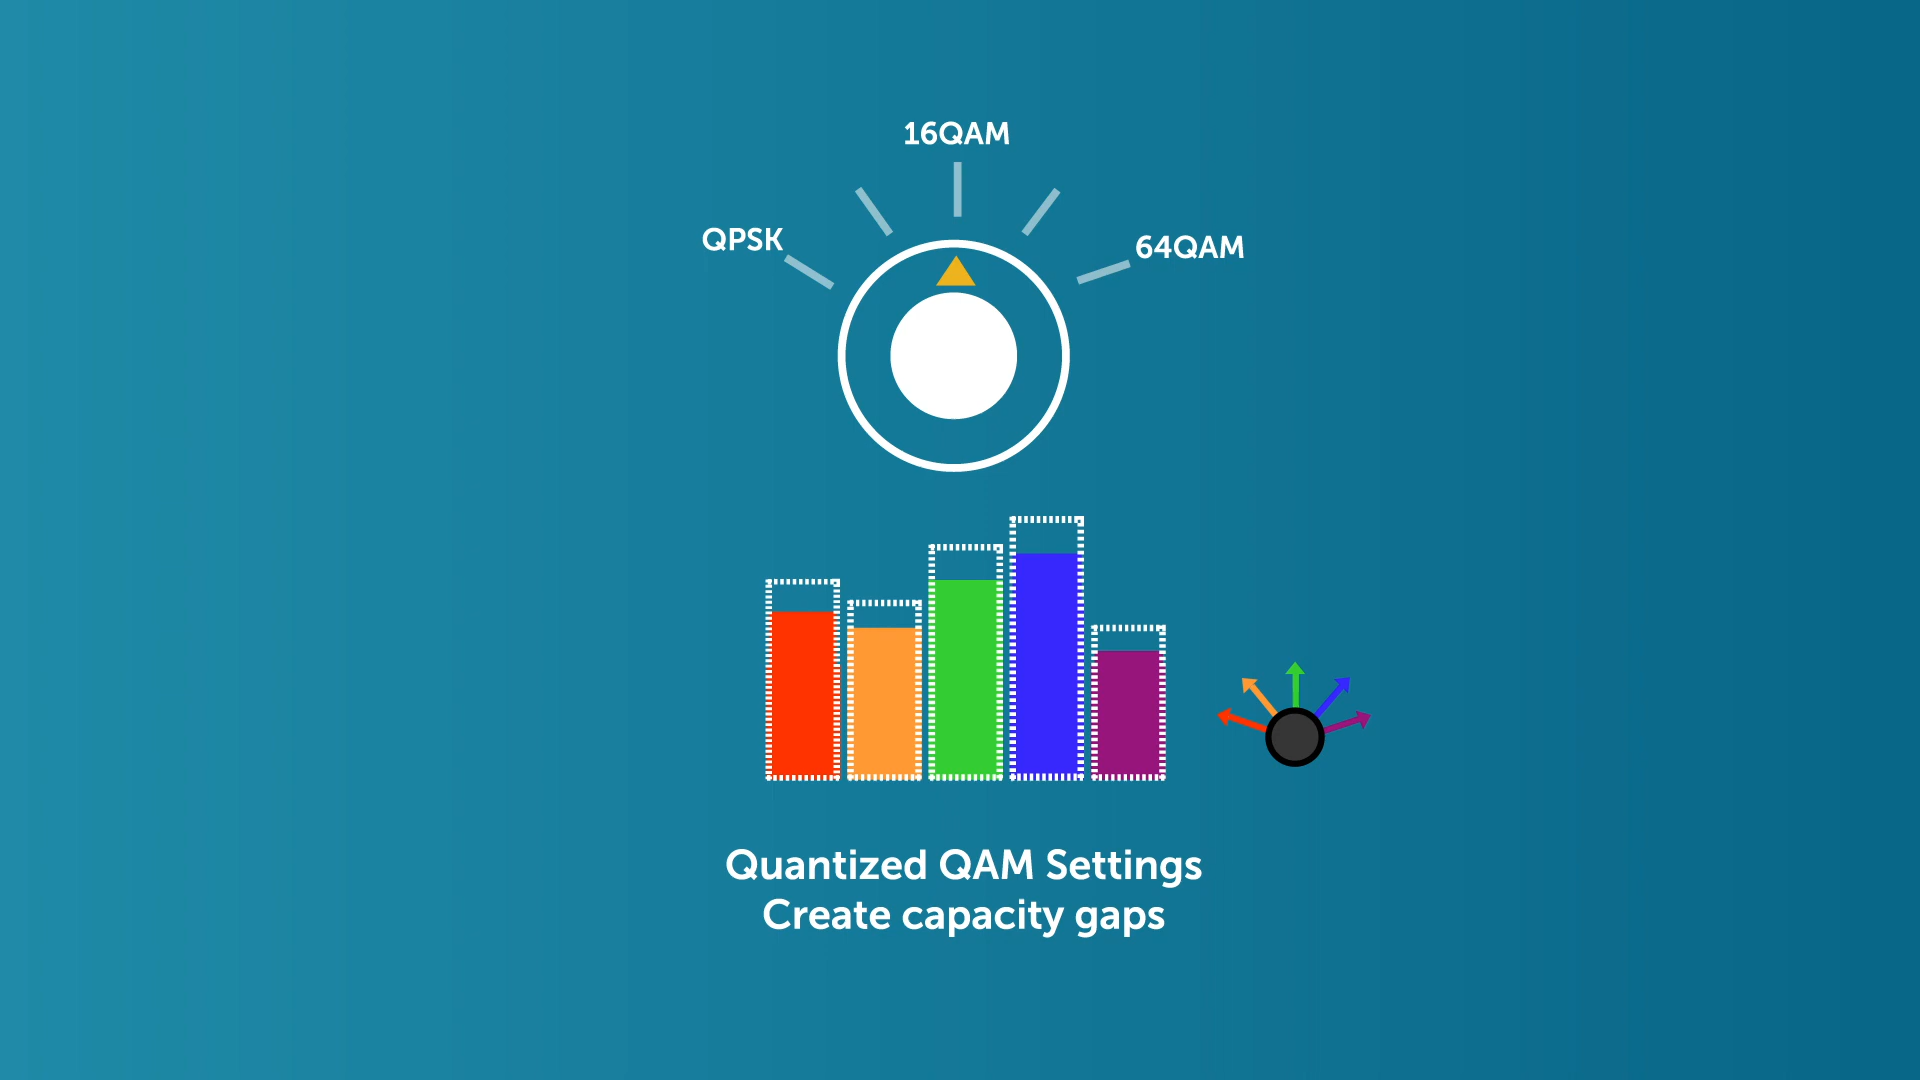 16QAM
QPSK
64QAM
Quantized QAM Settings
Create capacity gaps